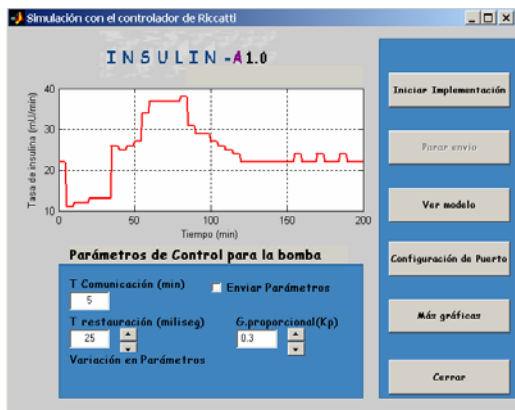 Simulación con el controlador de Riccatti
INSULIN -A 1.0
Tasa de insulina (mU/min)
40
30
20
10
0
50
100
150
200
Tiempo (min)
Parámetros de Control para la bomba
T Comunicación (min)
5
Enviar Parámetros
T restauración (miliseg)
25
G.proporcional(Kp)
0.3
Variación en Parámetros
Iniciar Implementación
Parar envio
Ver modelo
Configuración de Puerto
Más gráficas
Cerrar